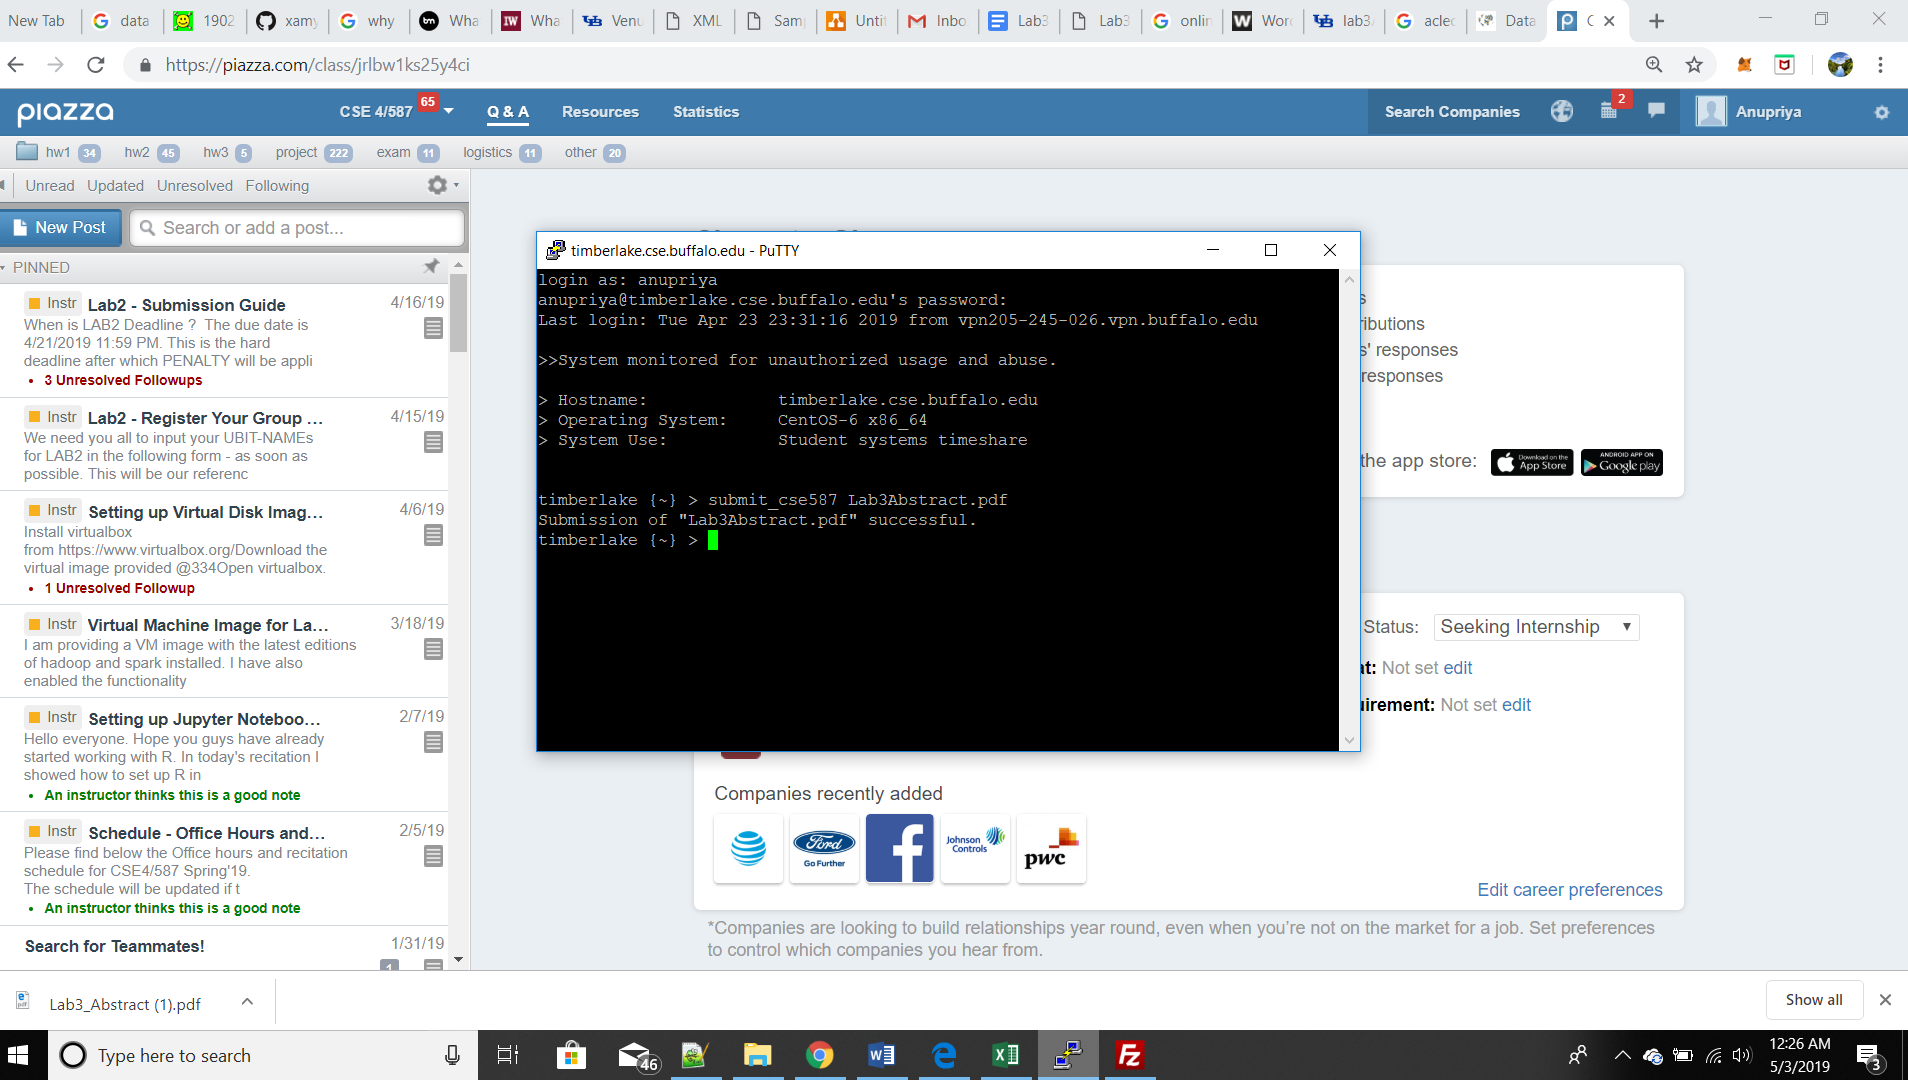 New Tab
data
1902
xamy
why
Wha
Wha
Venu
XML
Sam
Unti
Inbo
Lab3
Lab3
onlin
Wor
lab3
aclec
Data
https://piazza.com/class/jrlbw1ks25y4ci
piazza
CSE 4/587 65
Q & A
Resources
Statistics
Search Companies
2
Anupriya
hw1 34
hw2 45
hw3 5
project 222
exam 11
logistics 11
other 20
Unread Updated Unresolved Following
New Post
Search or add a post...
PINNED
Instr Lab2 - Submission Guide 4/16/19
When is LAB2 Deadline ? The due date is
4/21/2019 11:59 PM. This is the hard
deadline after which PENALTY will be appli
• 3 Unresolved Followups
Instr Lab2 - Register Your Group ... 4/15/19
We need you all to input your UBIT-NAMEs
for LAB2 in the following form - as soon as
possible. This will be our referenc
Instr Setting up Virtual Disk Imag... 4/6/19
Install virtualbox
from https://www.virtualbox.org/Download the
virtual image provided @334Open virtualbox.
• 1 Unresolved Followup
Instr Virtual Machine Image for La... 3/18/19
I am providing a VM image with the latest editions
of hadoop and spark installed. I have also
enabled the functionality
Instr Setting up Jupyter Noteboo... 2/7/19
Hello everyone. Hope you guys have already
started working with R. In today's recitation I
showed how to set up R in
• An instructor thinks this is a good note
Instr Schedule - Office Hours and... 2/5/19
Please find below the Office hours and recitation
schedule for CSE4/587 Spring'19.
The schedule will be updated if t
• An instructor thinks this is a good note
Search for Teammates! 1/31/19
1
timberlake.cse.buffalo.edu - PuTTY
login as: anupriya
anupriya@timberlake.cse.buffalo.edu's password:
Last login: Tue Apr 23 23:31:16 2019 from vpn205-245-026.vpn.buffalo.edu
>>System monitored for unauthorized usage and abuse.
> Hostname: timberlake.cse.buffalo.edu
> Operating System: CentOS-6 x86_64
> System Use: Student systems timeshare
timberlake {~} > submit_cse587 Lab3Abstract.pdf
Submission of "Lab3Abstract.pdf" successful.
timberlake {~} >
s
ributions
s' responses
responses
the app store:
Download on the App Store
ANDROID APP ON Google play
Status: Seeking Internship
at: Not set edit
uirement: Not set edit
Companies recently added
Ford
Go Further
Johnson Controls
pwc
Edit career preferences
*Companies are looking to build relationships year round, even when you're not on the market for a job. Set preferences
to control which companies you hear from.
Lab3_Abstract (1).pdf
Show all
Type here to search
46
12:26 AM
5/3/2019
3